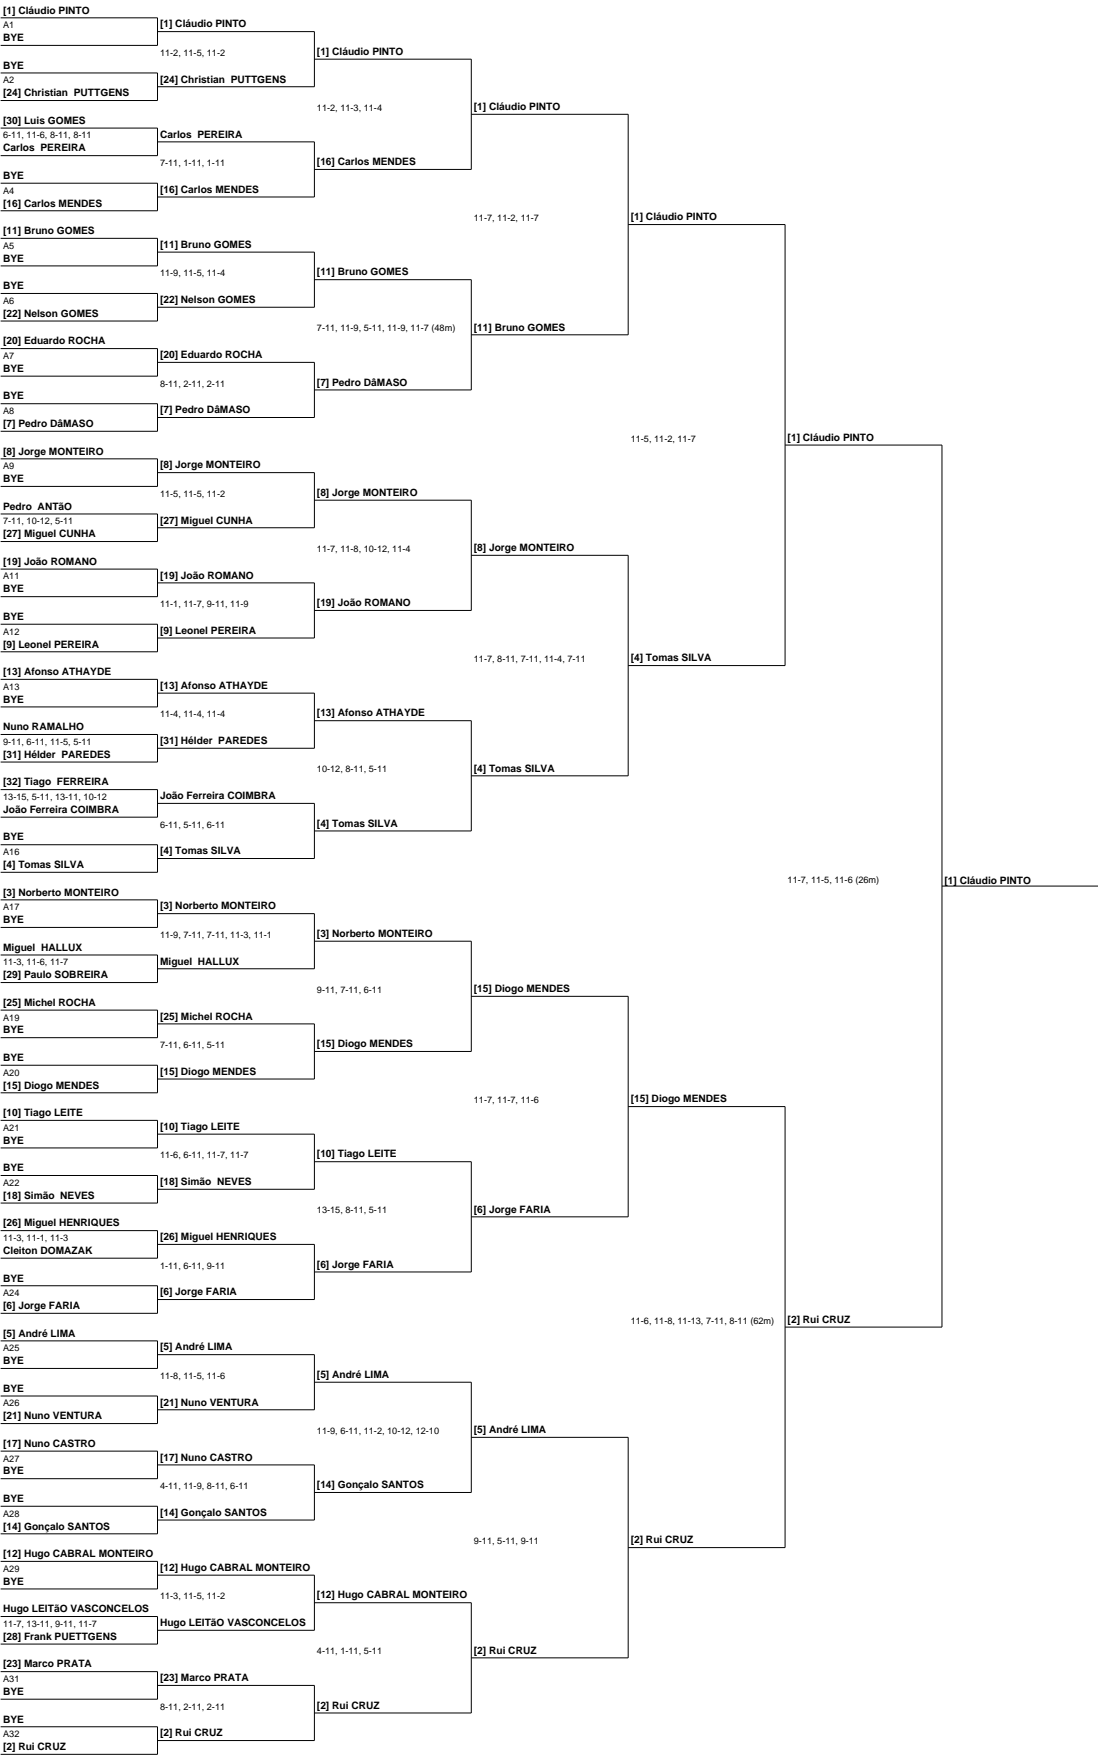 [1] Cláudio PINTO
A1
[1] Cláudio PINTO
BYE
11-2, 11-5, 11-2
[1] Cláudio PINTO
BYE
A2
[24] Christian  PUTTGENS
[24] Christian  PUTTGENS
11-2, 11-3, 11-4
[1] Cláudio PINTO
[30] Luis GOMES
6-11, 11-6, 8-11, 8-11
Carlos  PEREIRA
Carlos  PEREIRA
7-11, 1-11, 1-11
[16] Carlos MENDES
BYE
A4
[16] Carlos MENDES
[16] Carlos MENDES
11-7, 11-2, 11-7
[1] Cláudio PINTO
[11] Bruno GOMES
A5
[11] Bruno GOMES
BYE
11-9, 11-5, 11-4
[11] Bruno GOMES
BYE
A6
[22] Nelson GOMES
[22] Nelson GOMES
7-11, 11-9, 5-11, 11-9, 11-7 (48m)
[11] Bruno GOMES
[20] Eduardo ROCHA
A7
[20] Eduardo ROCHA
BYE
8-11, 2-11, 2-11
[7] Pedro DâMASO
BYE
A8
[7] Pedro DâMASO
[7] Pedro DâMASO
11-5, 11-2, 11-7
[1] Cláudio PINTO
[8] Jorge MONTEIRO
A9
[8] Jorge MONTEIRO
BYE
11-5, 11-5, 11-2
[8] Jorge MONTEIRO
Pedro  ANTãO
7-11, 10-12, 5-11
[27] Miguel CUNHA
[27] Miguel CUNHA
11-7, 11-8, 10-12, 11-4
[8] Jorge MONTEIRO
[19] João ROMANO
A11
[19] João ROMANO
BYE
11-1, 11-7, 9-11, 11-9
[19] João ROMANO
BYE
A12
[9] Leonel PEREIRA
[9] Leonel PEREIRA
11-7, 8-11, 7-11, 11-4, 7-11
[4] Tomas SILVA
[13] Afonso ATHAYDE
A13
[13] Afonso ATHAYDE
BYE
11-4, 11-4, 11-4
[13] Afonso ATHAYDE
Nuno RAMALHO
9-11, 6-11, 11-5, 5-11
[31] Hélder  PAREDES
[31] Hélder  PAREDES
10-12, 8-11, 5-11
[4] Tomas SILVA
[32] Tiago  FERREIRA
13-15, 5-11, 13-11, 10-12
João Ferreira COIMBRA
João Ferreira COIMBRA
6-11, 5-11, 6-11
[4] Tomas SILVA
BYE
A16
[4] Tomas SILVA
[4] Tomas SILVA
11-7, 11-5, 11-6 (26m)
[1] Cláudio PINTO
[3] Norberto MONTEIRO
A17
[3] Norberto MONTEIRO
BYE
11-9, 7-11, 7-11, 11-3, 11-1
[3] Norberto MONTEIRO
Miguel  HALLUX
11-3, 11-6, 11-7
Miguel  HALLUX
[29] Paulo SOBREIRA
9-11, 7-11, 6-11
[15] Diogo MENDES
[25] Michel ROCHA
A19
[25] Michel ROCHA
BYE
7-11, 6-11, 5-11
[15] Diogo MENDES
BYE
A20
[15] Diogo MENDES
[15] Diogo MENDES
11-7, 11-7, 11-6
[15] Diogo MENDES
[10] Tiago LEITE
A21
[10] Tiago LEITE
BYE
11-6, 6-11, 11-7, 11-7
[10] Tiago LEITE
BYE
A22
[18] Simão  NEVES
[18] Simão  NEVES
13-15, 8-11, 5-11
[6] Jorge FARIA
[26] Miguel HENRIQUES
11-3, 11-1, 11-3
[26] Miguel HENRIQUES
Cleiton DOMAZAK
1-11, 6-11, 9-11
[6] Jorge FARIA
BYE
A24
[6] Jorge FARIA
[6] Jorge FARIA
11-6, 11-8, 11-13, 7-11, 8-11 (62m)
[2] Rui CRUZ
[5] André LIMA
A25
[5] André LIMA
BYE
11-8, 11-5, 11-6
[5] André LIMA
BYE
A26
[21] Nuno VENTURA
[21] Nuno VENTURA
11-9, 6-11, 11-2, 10-12, 12-10
[5] André LIMA
[17] Nuno CASTRO
A27
[17] Nuno CASTRO
BYE
4-11, 11-9, 8-11, 6-11
[14] Gonçalo SANTOS
BYE
A28
[14] Gonçalo SANTOS
[14] Gonçalo SANTOS
9-11, 5-11, 9-11
[2] Rui CRUZ
[12] Hugo CABRAL MONTEIRO
A29
[12] Hugo CABRAL MONTEIRO
BYE
11-3, 11-5, 11-2
[12] Hugo CABRAL MONTEIRO
Hugo LEITãO VASCONCELOS
11-7, 13-11, 9-11, 11-7
Hugo LEITãO VASCONCELOS
[28] Frank PUETTGENS
4-11, 1-11, 5-11
[2] Rui CRUZ
[23] Marco PRATA
A31
[23] Marco PRATA
BYE
8-11, 2-11, 2-11
[2] Rui CRUZ
BYE
A32
[2] Rui CRUZ
[2] Rui CRUZ